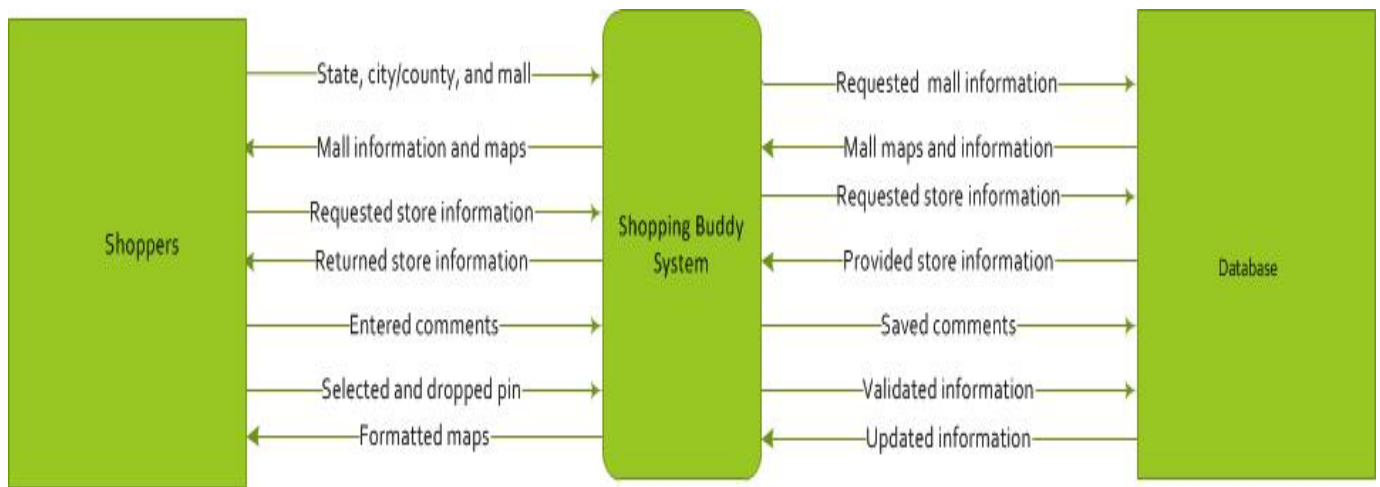 Shoppers
State, city/county, and mall
Mall information and maps
Requested store information
Returned store information
Entered comments
Selected and dropped pin
Formatted maps
Shopping Buddy
System
Requested mall information
Mall maps and information
Requested store information
Provided store information
Saved comments
Validated information
Updated information
Database